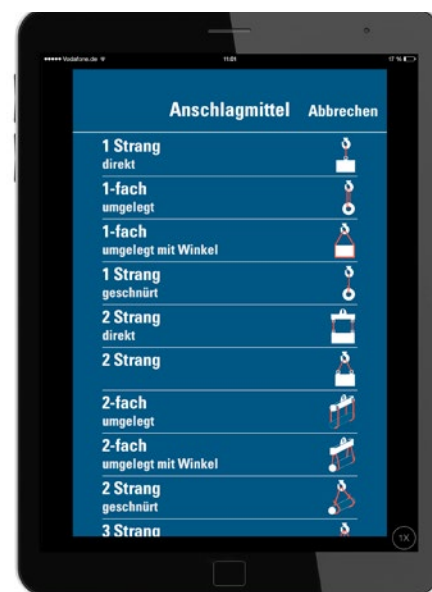 Vodafone.de 11:01 17 %
Anschlagmittel Abbrechen
1 Strang
direkt
1-fach
umgelegt
1-fach
umgelegt mit Winkel
1 Strang
geschnürt
2 Strang
direkt
2 Strang
2-fach
umgelegt
2-fach
umgelegt mit Winkel
2 Strang
geschnürt
3 Strang
1X